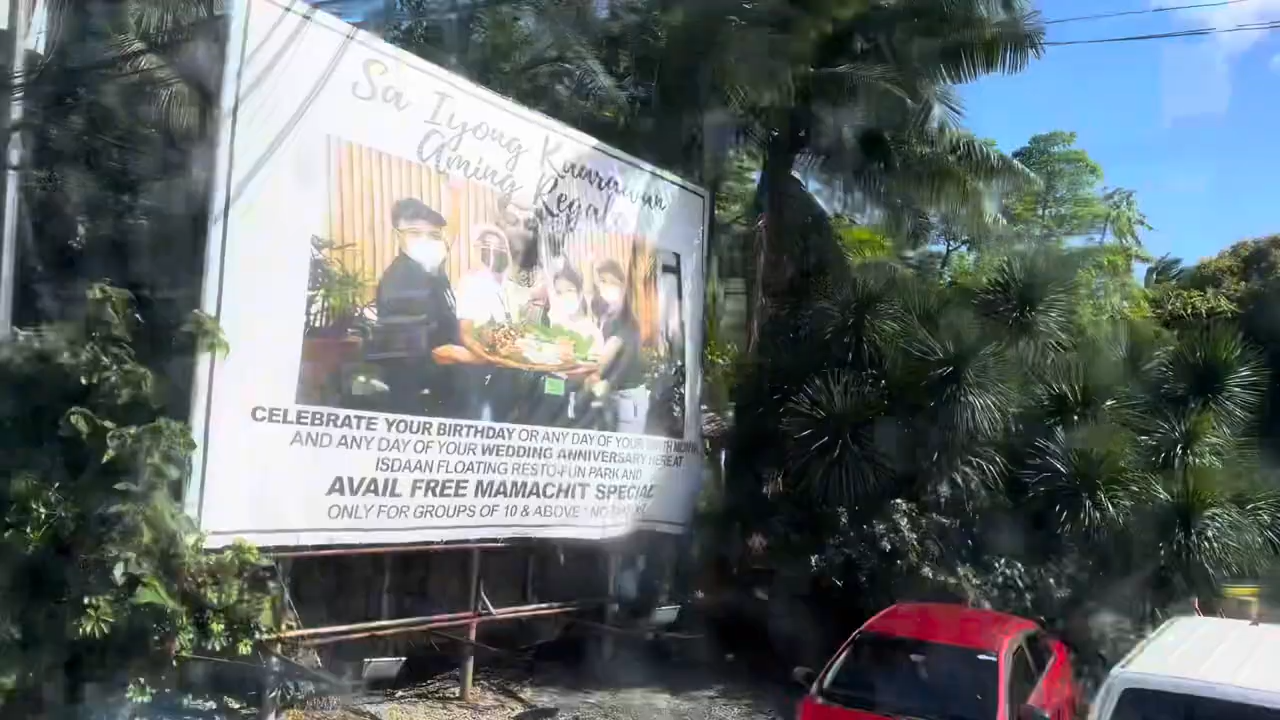 Sa Iyong Kaarawan
Aming Regalo
CELEBRATE YOUR BIRTHDAY OR ANY DAY OF YOUR BIRTH MONTH
AND ANY DAY OF YOUR WEDDING ANNIVERSARY HERE AT
ISDAAN FLOATING RESTO-FUN PARK AND
AVAIL FREE MAMACHIT SPECIAL
ONLY FOR GROUPS OF 10 & ABOVE * NO